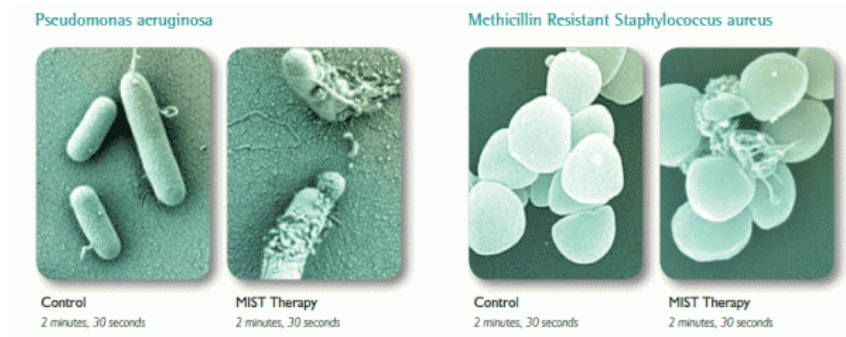 Pseudomonas aeruginosa
Methicillin Resistant Staphylococcus aureus
Control
2 minutes, 30 seconds
MIST Therapy
2 minutes, 30 seconds
Control
2 minutes, 30 seconds
MIST Therapy
2 minutes, 30 seconds